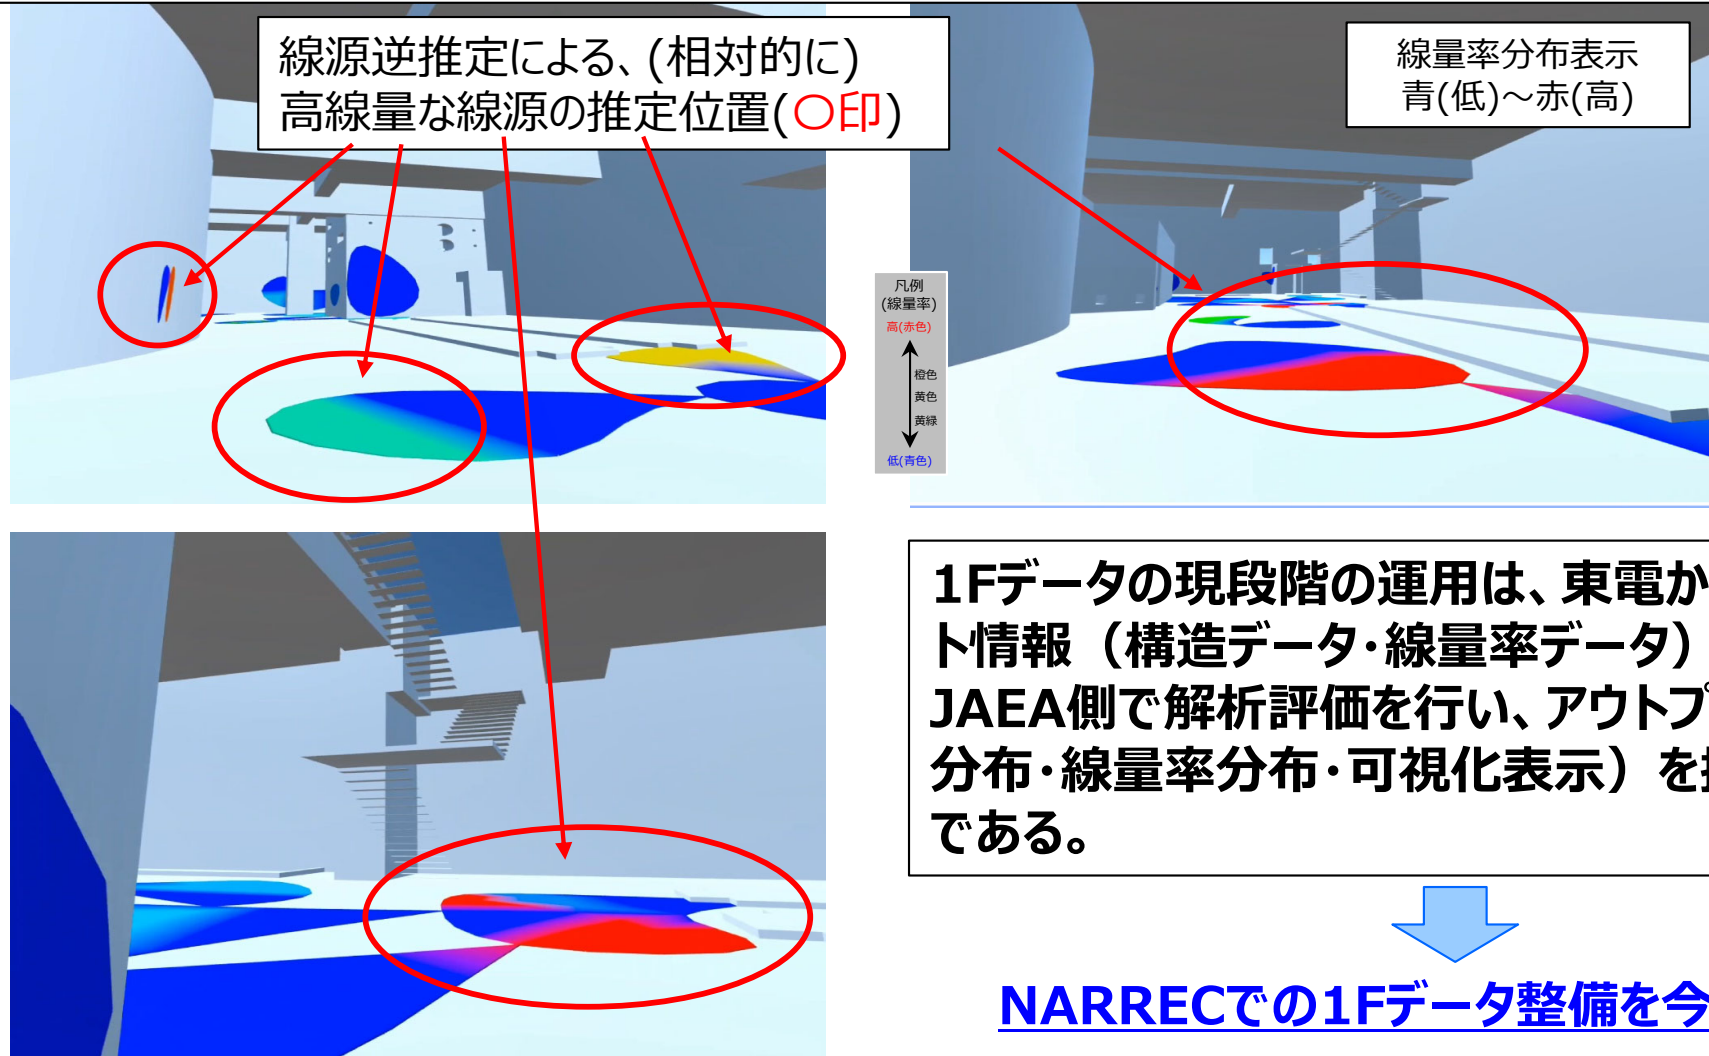 線源逆推定による、(相対的に)
高線量な線源の推定位置(〇印)
線量率分布表示
青(低)～赤(高)
凡例
(線量率)
高(赤色)
橙色
黄色
黄緑
低(青色)
1Fデータの現段階の運用は、東電か
ト情報（構造データ・線量率データ）
JAEA側で解析評価を行い、アウトプ
分布・線量率分布・可視化表示）を
である。
NARRECでの1Fデータ整備を今